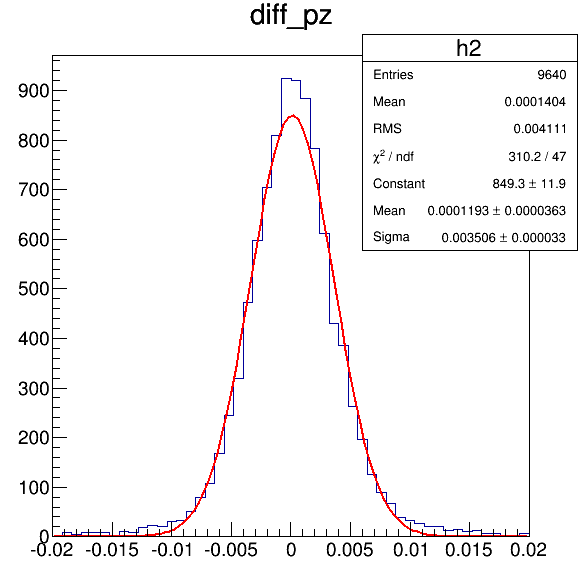 diff_pz
h2
Entries 9640
Mean 0.0001404
RMS 0.004111
χ² / ndf 310.2 / 47
Constant 849.3 ± 11.9
Mean 0.0001193 ± 0.0000363
Sigma 0.003506 ± 0.000033
900
800
700
600
500
400
300
200
100
0
-0.02 -0.015 -0.01 -0.005 0 0.005 0.01 0.015 0.02